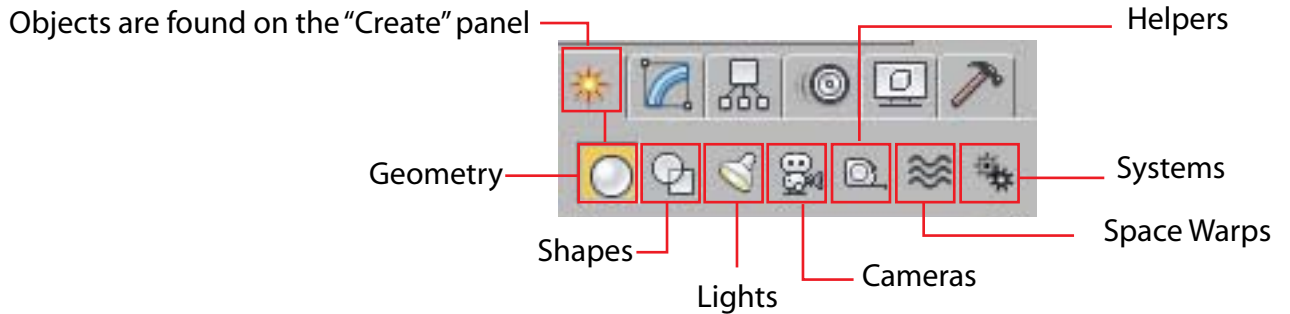 Objects are found on the “Create” panel
Helpers
Geometry
Systems
Shapes
Space Warps
Lights
Cameras